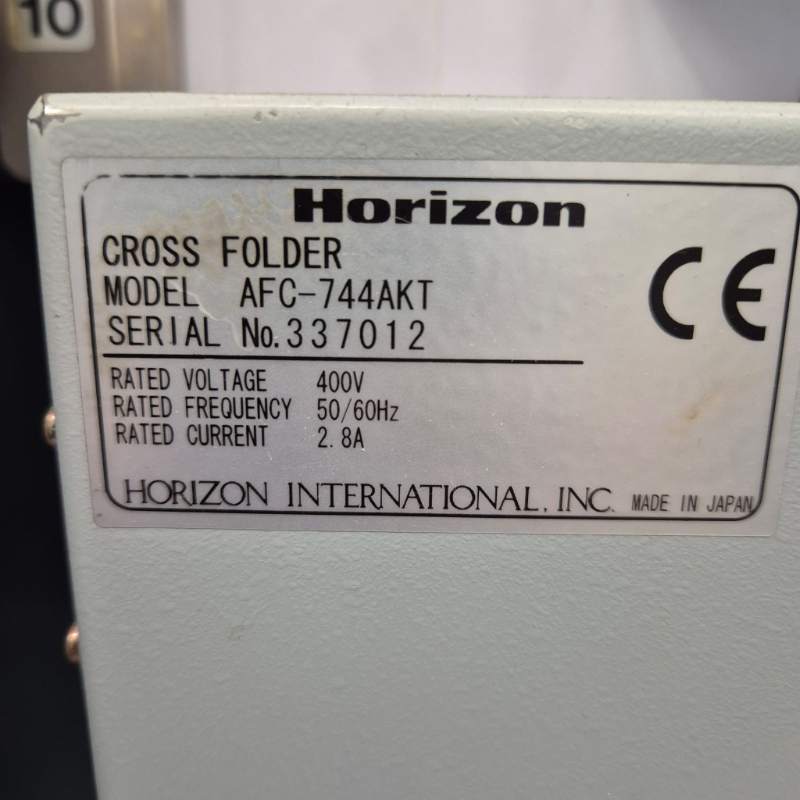 10
Horizon
CROSS FOLDER
MODEL AFC-744AKT
SERIAL No.337012
CE
RATED VOLTAGE 400V
RATED FREQUENCY 50/60Hz
RATED CURRENT 2.8A
HORIZON INTERNATIONAL, INC. MADE IN JAPAN